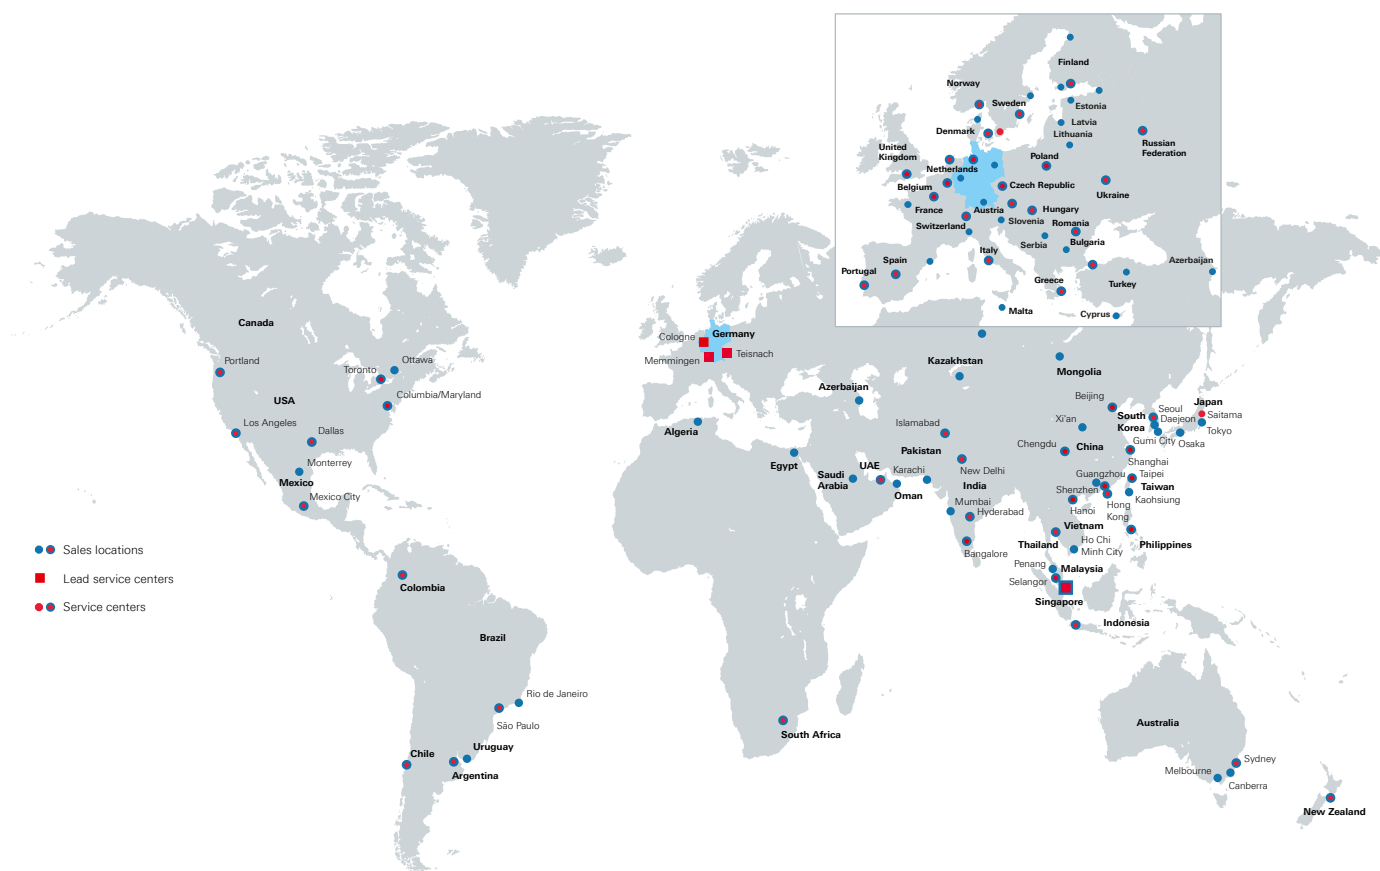 Finland
Norway
Sweden
Estonia
Latvia
Denmark
Lithuania
Russian
Federation
United
Kingdom
Poland
Netherlands
Belgium
Czech Republic
Ukraine
France
Austria
Hungary
Switzerland
Slovenia
Romania
Serbia
Bulgaria
Italy
Spain
Azerbaijan
Portugal
Greece
Turkey
Malta
Cyprus
Canada
Portland
Ottawa
Toronto
Columbia/Maryland
USA
Los Angeles
Dallas
Monterrey
Mexico
Mexico City
Cologne
Germany
Memmingen
Teisnach
Kazakhstan
Mongolia
Azerbaijan
Beijing
Japan
Seoul
Saitama
South
Korea
Daejeon
Tokyo
Xi'an
Islamabad
Algeria
Gumi City
Osaka
Chengdu
China
Pakistan
Shanghai
Egypt
UAE
Karachi
New Delhi
Guangzhou
Taipei
Saudi
Arabia
India
Shenzhen
Taiwan
Oman
Kaohsiung
Mumbai
Hyderabad
Hanoi
Hong
Kong
Vietnam
Bangalore
Thailand
Ho Chi
Minh City
Philippines
Penang
Malaysia
Selangor
Singapore
Indonesia
Sales locations
Lead service centers
Service centers
Colombia
Brazil
Rio de Janeiro
São Paulo
Uruguay
Chile
Argentina
South Africa
Australia
Sydney
Melbourne
Canberra
New Zealand